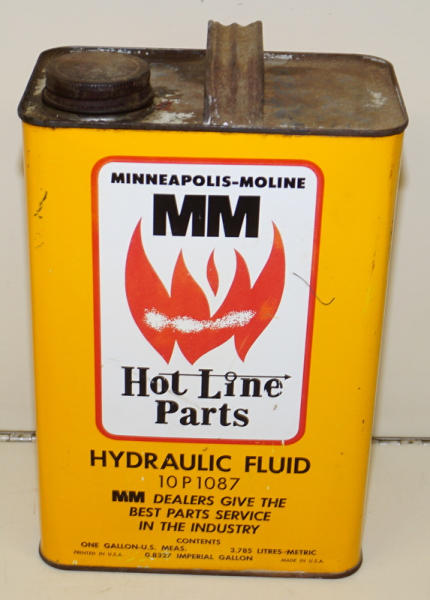 MINNEAPOLIS-MOLINE
MM
Hot Line
Parts
HYDRAULIC FLUID
10 P 1087
MM DEALERS GIVE THE
BEST PARTS SERVICE
IN THE INDUSTRY
CONTENTS
ONE GALLON-U.S. MEAS. 3.785 LITRES-METRIC
PRINTED IN U.S.A. 0.8327 IMPERIAL GALLON MADE IN U.S.A.